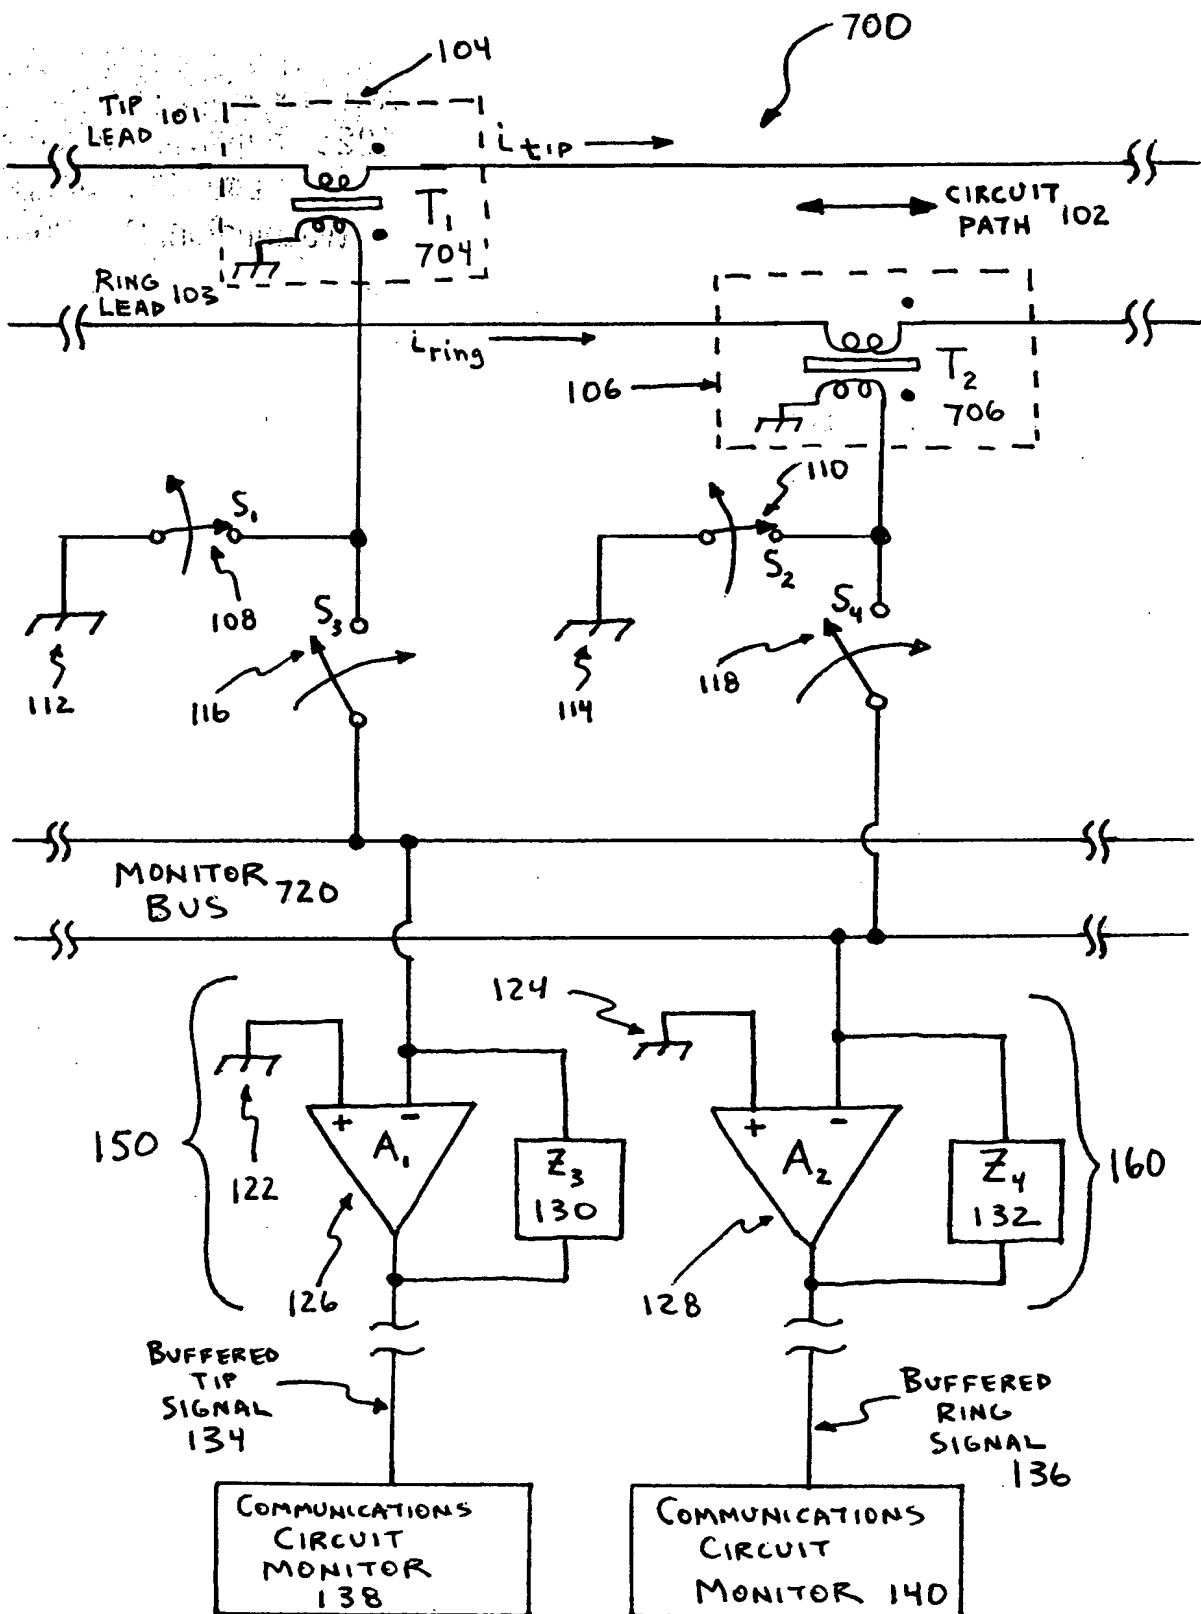 700
104
TIP 101
LEAD
i tip
T1
704
CIRCUIT
PATH 102
RING
LEAD 103
i ring
106
T2
706
110
S1
108
S2
S3
S4
112
116
114
118
MONITOR
BUS 720
124
150
+ -
A1
Z3
130
122
+ -
A2
Z4
132
160
126
128
BUFFERED
TIP
SIGNAL
134
BUFFERED
RING
SIGNAL
136
COMMUNICATIONS
CIRCUIT
MONITOR
138
COMMUNICATIONS
CIRCUIT
MONITOR 140